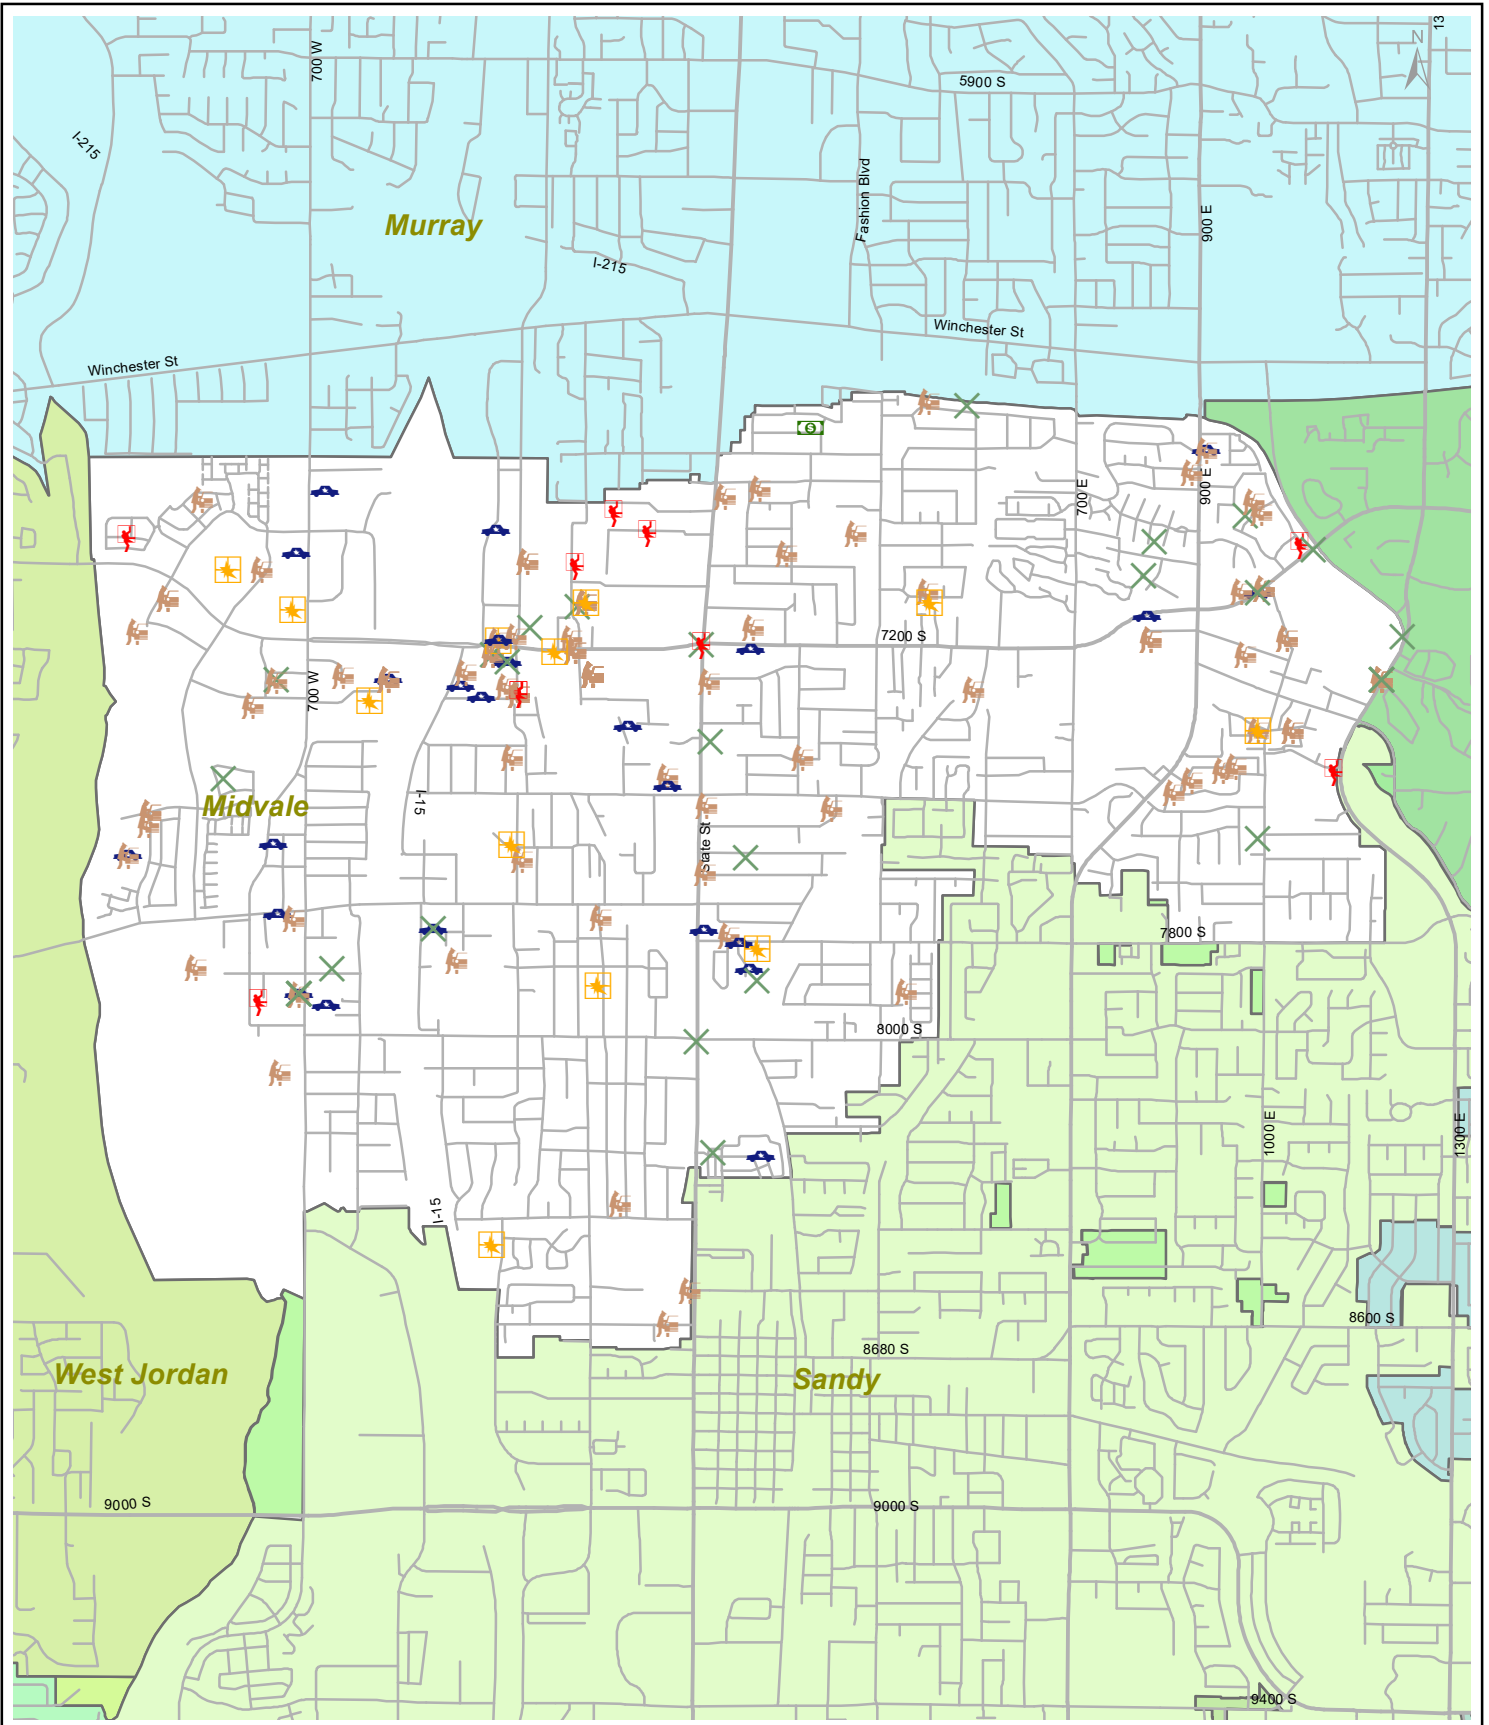 13
N
700 W
5900 S
I-215
Fashion Blvd
900 E
Murray
I-215
Winchester St
Winchester St
700 E
900 E
7200 S
700 W
I-15
Midvale
State St
7800 S
8000 S
1000 E
1300 E
I-15
8600 S
8680 S
West Jordan
Sandy
9000 S
9000 S
9400 S